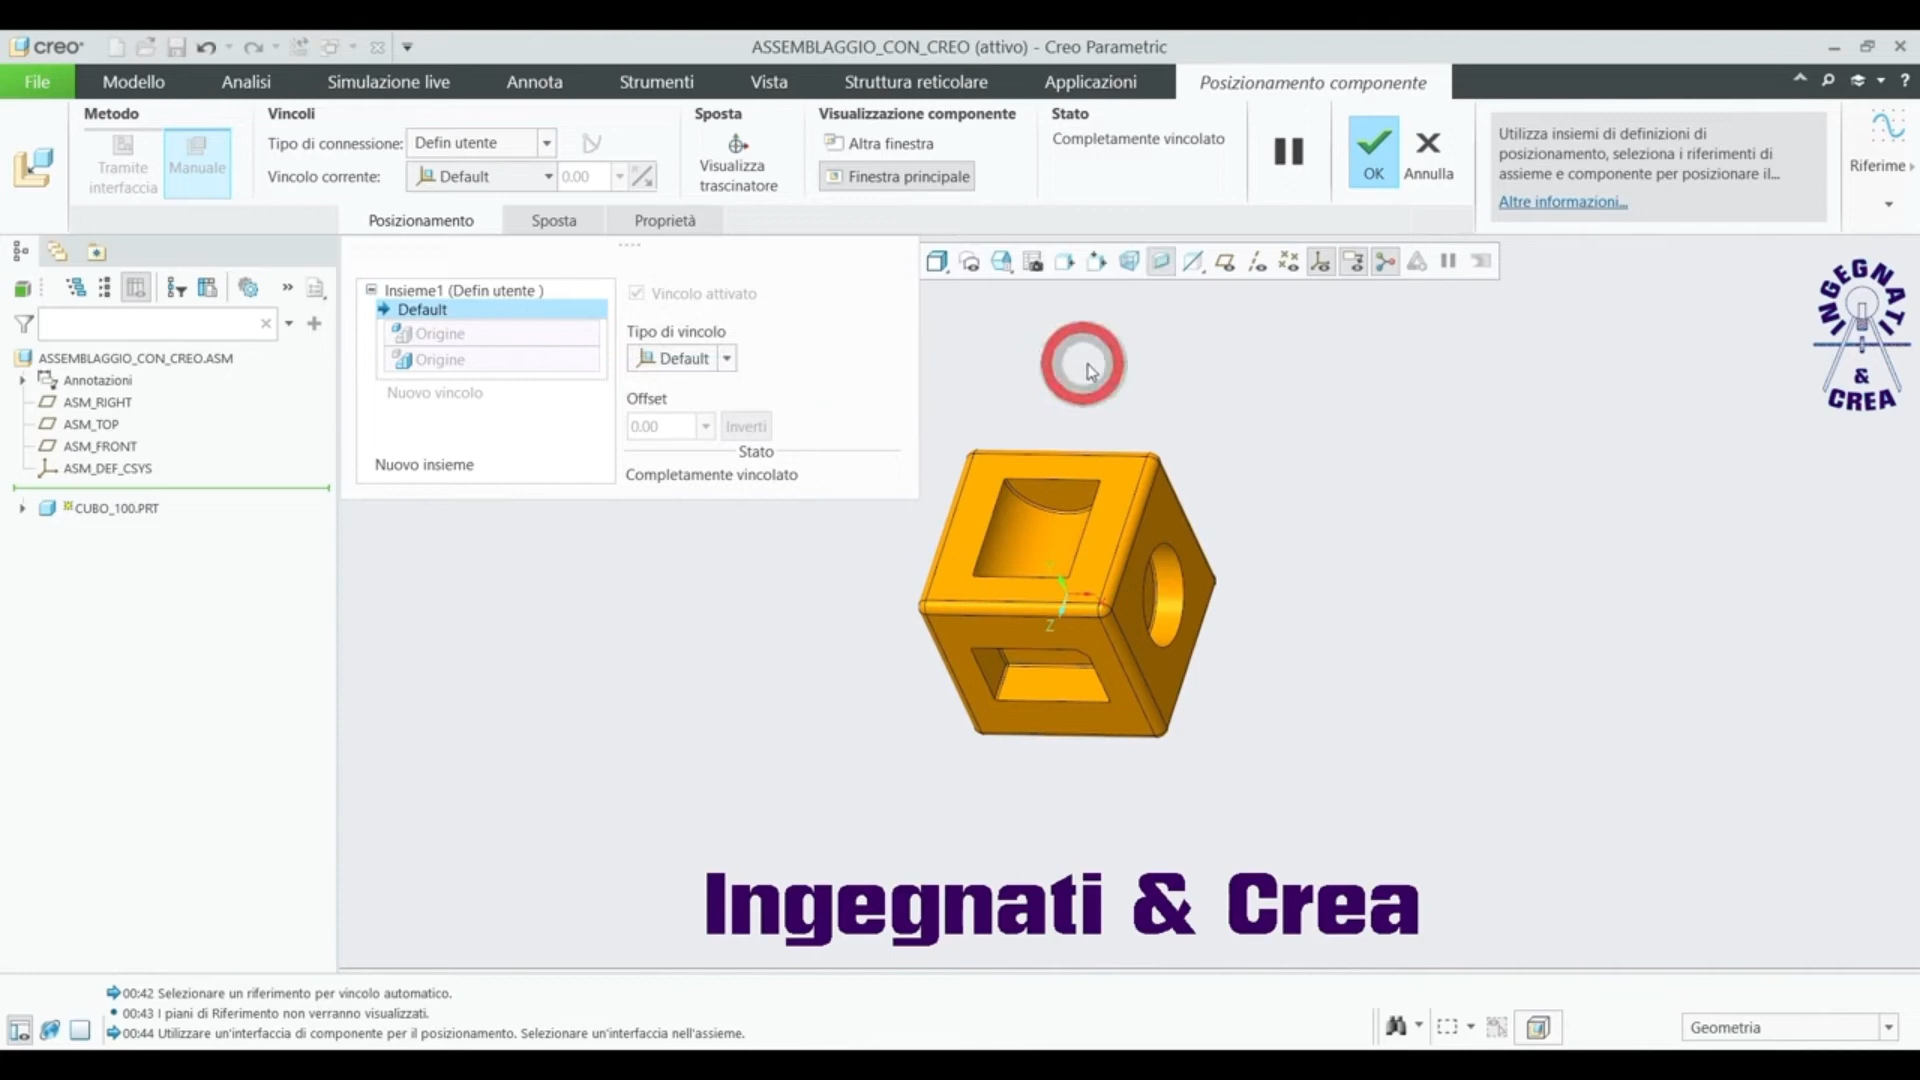 creo
ASSEMBLAGGIO_CON_CREO (attivo) - Creo Parametric
File Modello Analisi Simulazione live Annota Strumenti Vista Struttura reticolare Applicazioni Posizionamento componente
Metodo
Tramite interfaccia
Manuale
Vincoli
Tipo di connessione: Defin utente
Vincolo corrente: Default 0.00
Sposta
Visualizza trascinatore
Visualizzazione componente
Altra finestra
Finestra principale
Stato
Completamente vincolato
OK
Annulla
Utilizza insiemi di definizioni di
posizionamento, seleziona i riferimenti di
assieme e componente per posizionare il...
Altre informazioni...
Riferime
Posizionamento Sposta Proprietà
Insieme1 (Defin utente )
Default
Origine
Origine
Nuovo vincolo
Nuovo insieme
Vincolo attivato
Tipo di vincolo
Default
Offset
0.00 Inverti
Stato
Completamente vincolato
ASSEMBLAGGIO_CON_CREO.ASM
Annotazioni
ASM_RIGHT
ASM_TOP
ASM_FRONT
ASM_DEF_CSYS
CUBO_100.PRT
Z
INGEGNATI
&
CREA
Ingegnati & Crea
00:42 Selezionare un riferimento per vincolo automatico.
00:43 I piani di Riferimento non verranno visualizzati.
00:44 Utilizzare un'interfaccia di componente per il posizionamento. Selezionare un'interfaccia nell'assieme.
Geometria